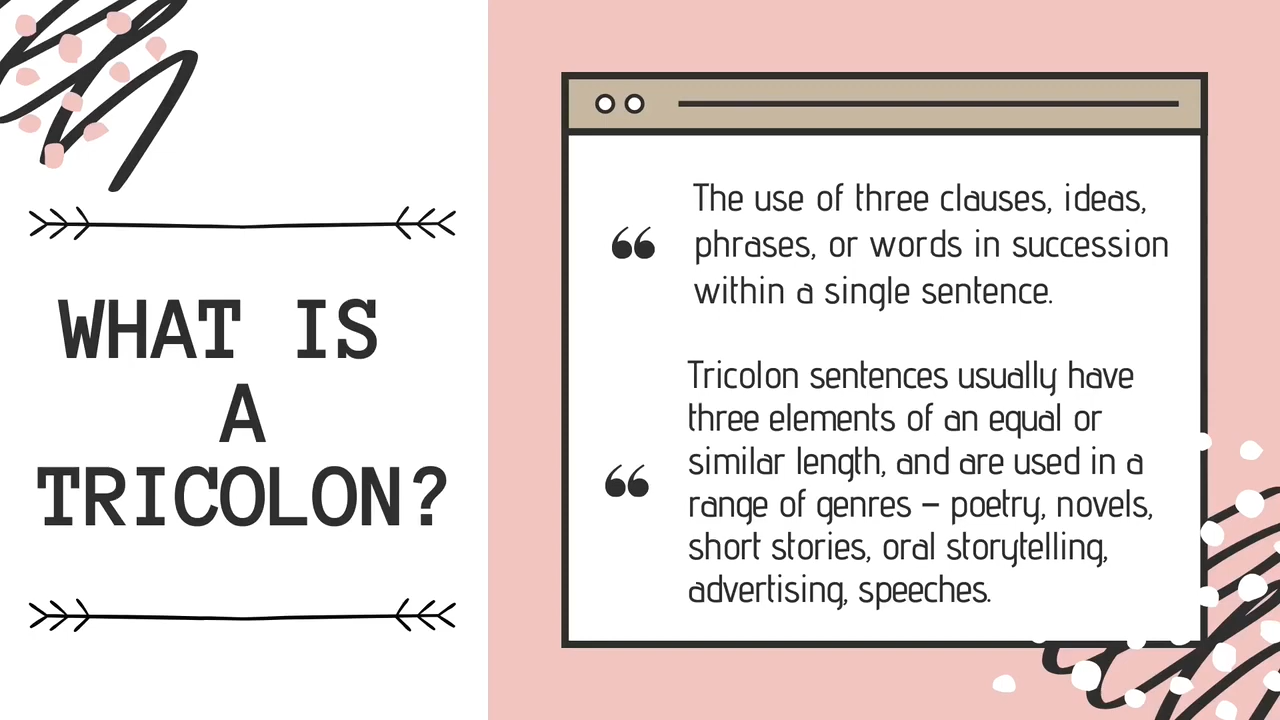 WHAT IS
A
TRICOLON?
❝ The use of three clauses, ideas,
phrases, or words in succession
within a single sentence.
❝ Tricolon sentences usually have
three elements of an equal or
similar length, and are used in a
range of genres – poetry, novels,
short stories, oral storytelling,
advertising, speeches.